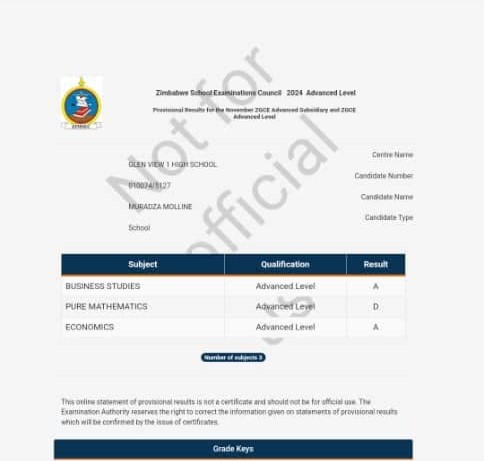 Zimbabwe School Examinations Council 2024 Advanced Level
Provisional Results for the November ZGCE Advanced Subsidiary and ZGCE
Advanced Level
Not for official use
Centre Name
GLEN VIEW 1 HIGH SCHOOL
Candidate Number
010074/5127
Candidate Name
MURADZA MOLLINE
Candidate Type
School
Subject Qualification Result
BUSINESS STUDIES Advanced Level A
PURE MATHEMATICS Advanced Level D
ECONOMICS Advanced Level A
Number of subjects 3
This online statement of provisional results is not a certificate and should not be for official use. The
Examination Authority reserves the right to correct the information given on statements of provisional results
which will be confirmed by the issue of certificates.
Grade Keys